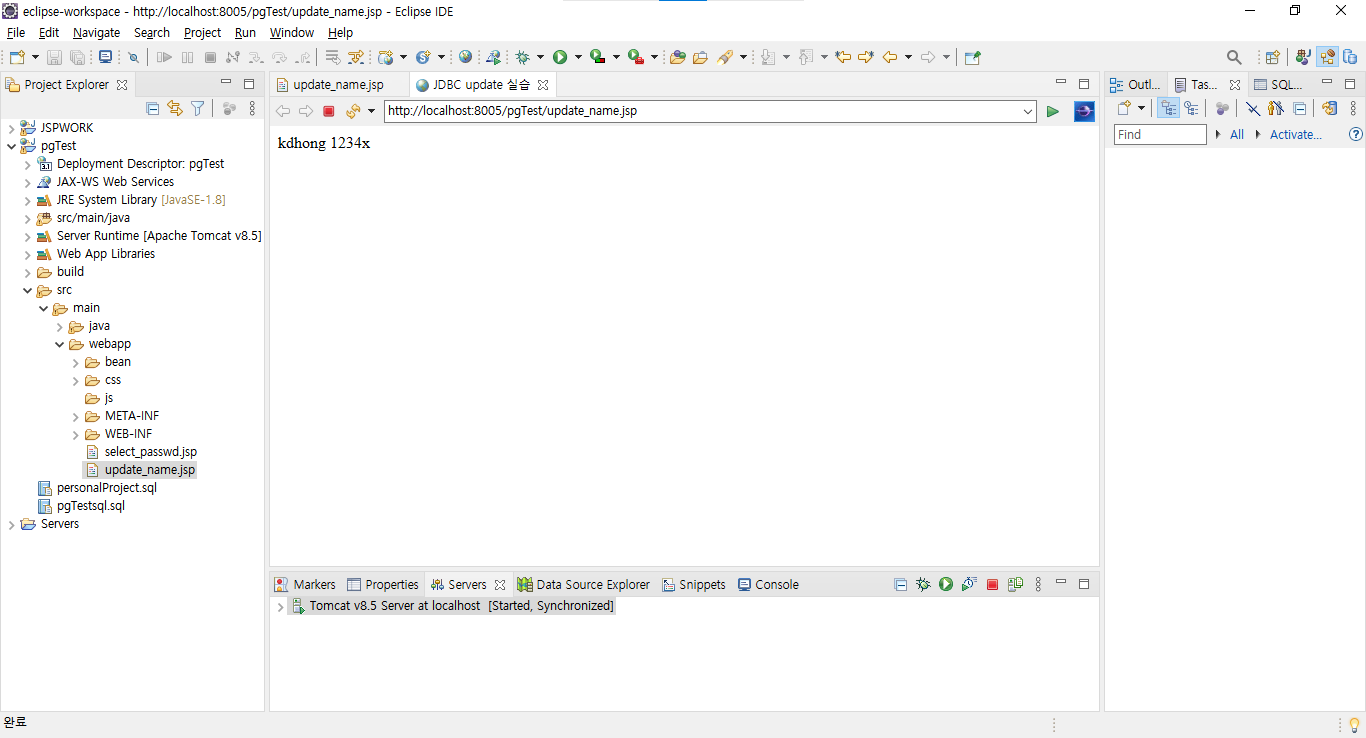 eclipse-workspace - http://localhost:8005/pgTest/update_name.jsp - Eclipse IDE
File Edit Navigate Search Project Run Window Help
Project Explorer
JSPWORK
pgTest
Deployment Descriptor: pgTest
JAX-WS Web Services
JRE System Library [JavaSE-1.8]
src/main/java
Server Runtime [Apache Tomcat v8.5]
Web App Libraries
build
src
main
java
webapp
bean
css
js
META-INF
WEB-INF
select_passwd.jsp
update_name.jsp
personalProject.sql
pgTestsql.sql
Servers
update_name.jsp JDBC update 실습
http://localhost:8005/pgTest/update_name.jsp
kdhong 1234x
Markers Properties Servers Data Source Explorer Snippets Console
Tomcat v8.5 Server at localhost [Started, Synchronized]
Outl... Tas... SQL...
Find All Activate...
완료